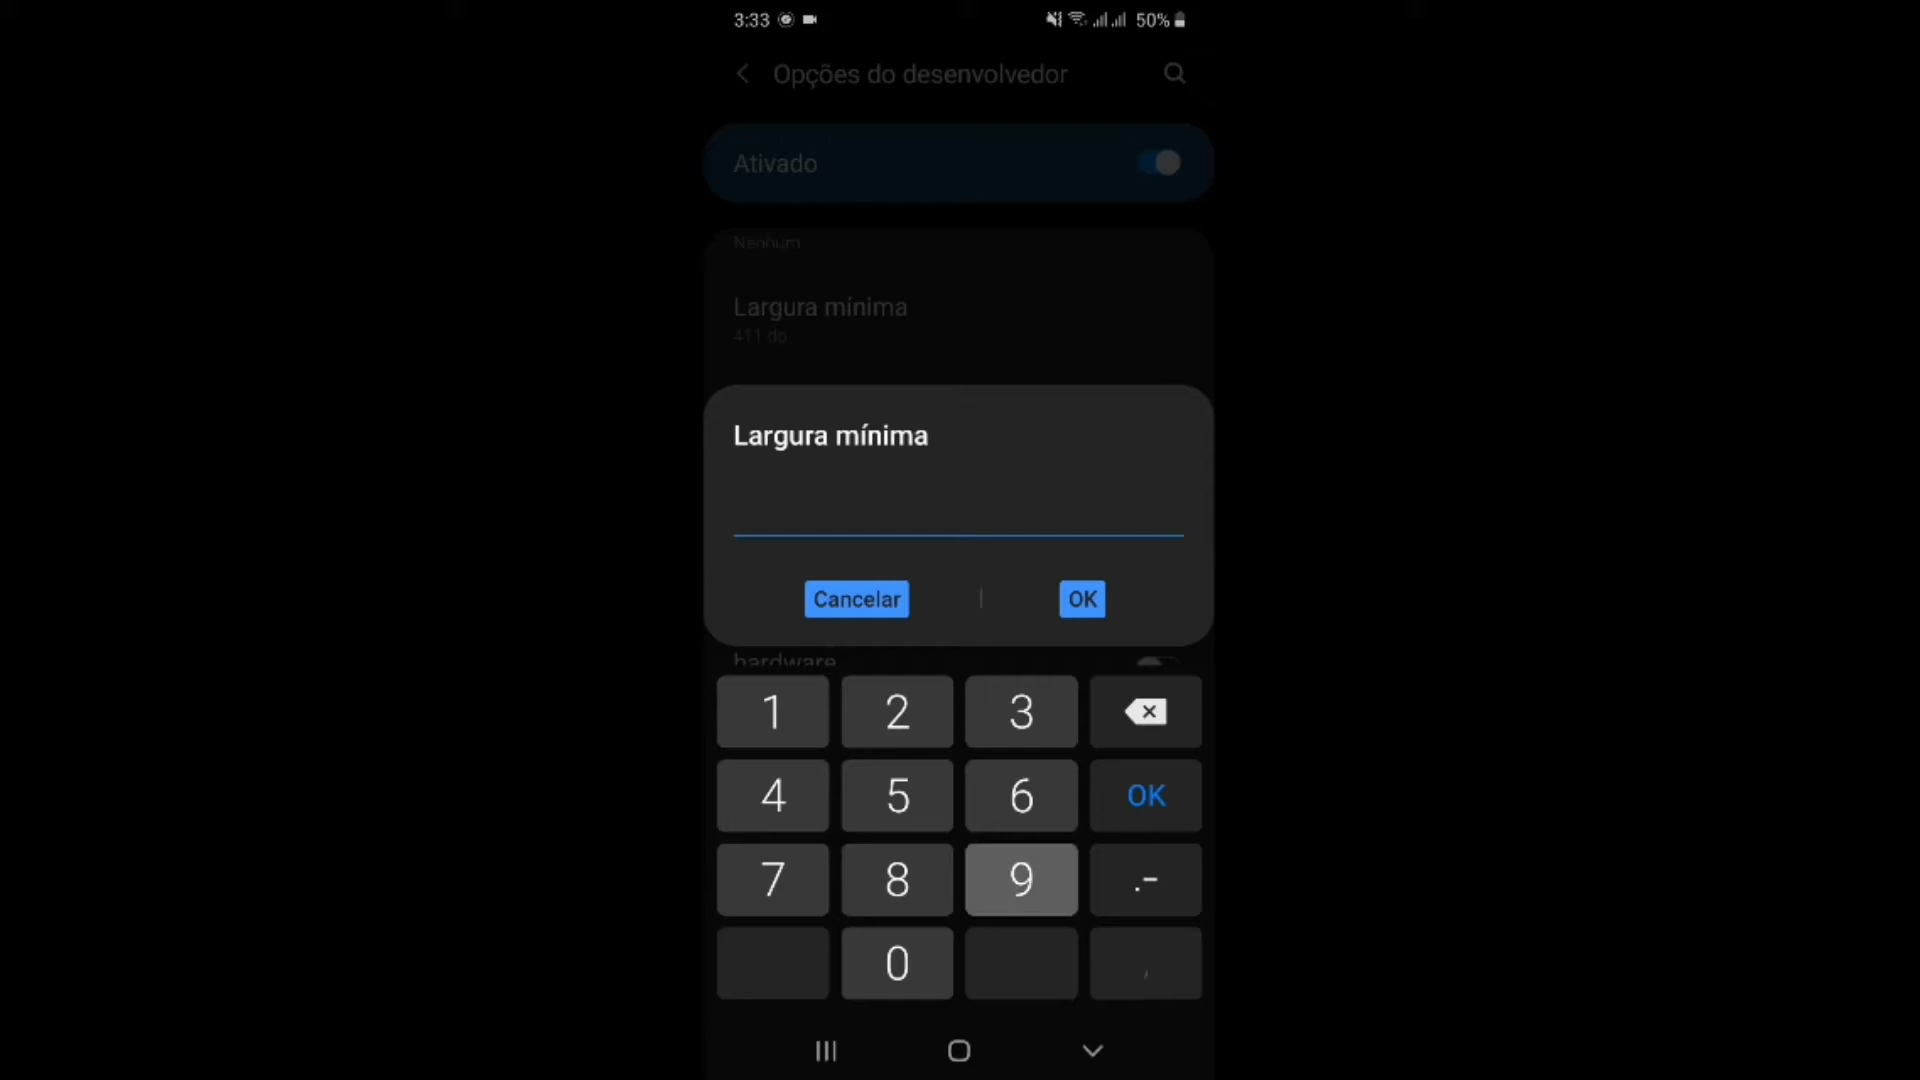 3:33
50%
Opções do desenvolvedor
Ativado
Nenhum
Largura mínima
411 dp
Largura mínima
Cancelar
OK
hardware
1 2 3
4 5 6 OK
7 8 9 .-
0 ,